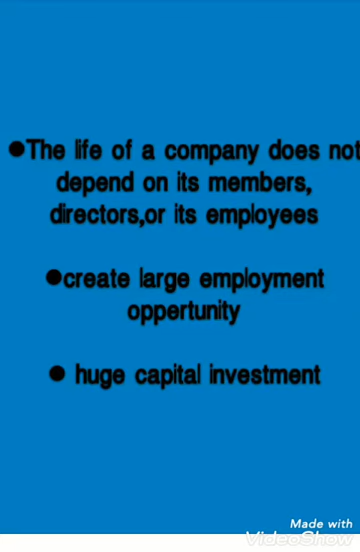 ●The life of a company does not
depend on its members,
directors,or its employees
●create large employment
oppertunity
● huge capital investment
Made with
VideoShow